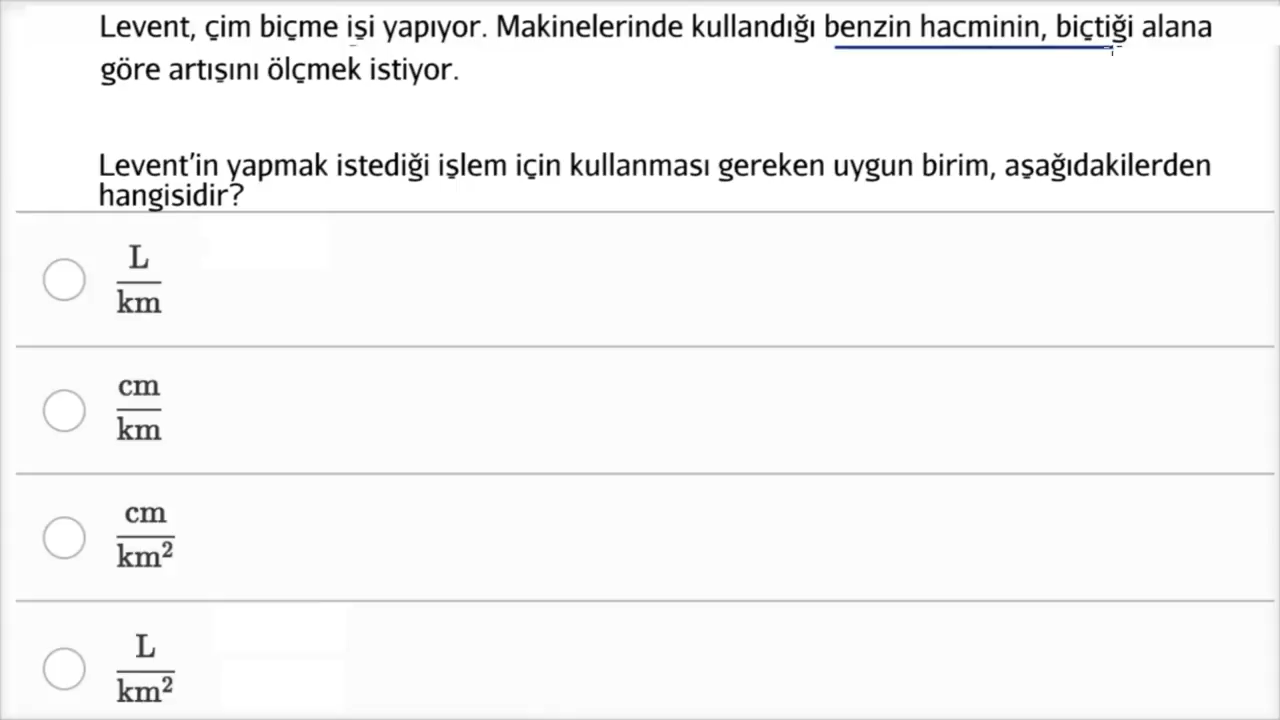 Levent, çim biçme işi yapıyor. Makinelerinde kullandığı benzin hacminin, biçtiği alana
göre artışını ölçmek istiyor.
Levent'in yapmak istediği işlem için kullanması gereken uygun birim, aşağıdakilerden
hangisidir?
L
km
cm
km
cm
km²
L
km²